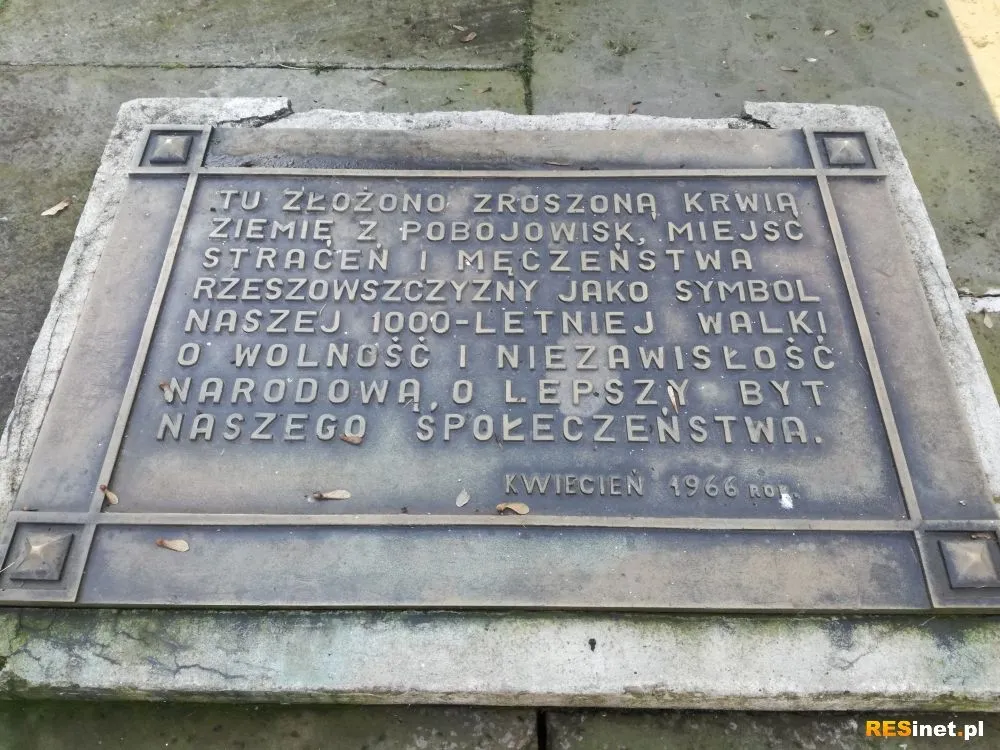 TU ZŁOŻONO ZROSZONĄ KRWIĄ
ZIEMIĘ Z POBOJOWISK, MIEJSC
STRACEŃ I MĘCZEŃSTWA
RZESZOWSZCZYZNY JAKO SYMBOL
NASZEJ 1000-LETNIEJ WALKI
O WOLNOŚĆ I NIEZAWISŁOŚĆ
NARODOWĄ, O LEPSZY BYT
NASZEGO SPOŁECZEŃSTWA.
KWIECIEŃ 1966 ROK
RESinet.pl